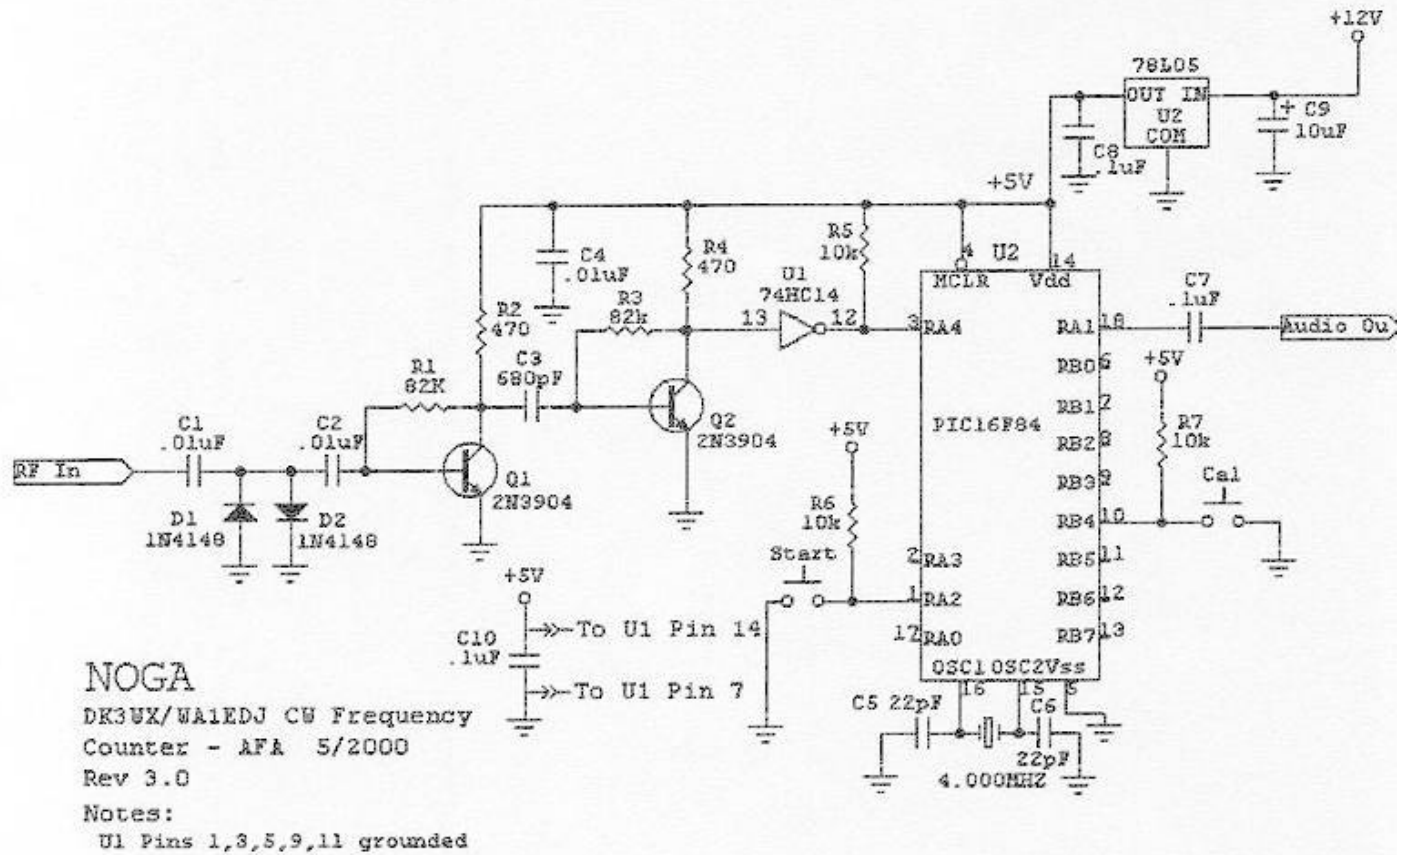 +12V
78L05
OUT IN
U2
COM
+ C9
10uF
C8
.1uF
+5V
R5
10k
4 U2
14
MCLR Vdd
C4
.01uF
R4
470
U1
74HC14
C7
.1uF
R3
82k
R2
470
13
12
3 RA4
RA1 18
Audio Ou
RB0 6
+5V
C3
680pF
R1
82K
RB1 7
PIC16F84
Q2
2N3904
+5V
RB2 8
R7
10k
C1
.01uF
C2
.01uF
RF In
RB3 9
Cal
Q1
2N3904
R6
10k
RB4 10
D1
1N4148
D2
1N4148
Start
2 RA3
RB5 11
+5V
1 RA2
RB6 12
To U1 Pin 14
17 RA0
RB7 13
C10
.1uF
OSC1 OSC2 Vss
16 15 5
To U1 Pin 7
C5 22pF
C6
22pF
4.000MHZ
NOGA
DK3WX/WA1EDJ CW Frequency
Counter - AFA 5/2000
Rev 3.0
Notes:
U1 Pins 1,3,5,9,11 grounded